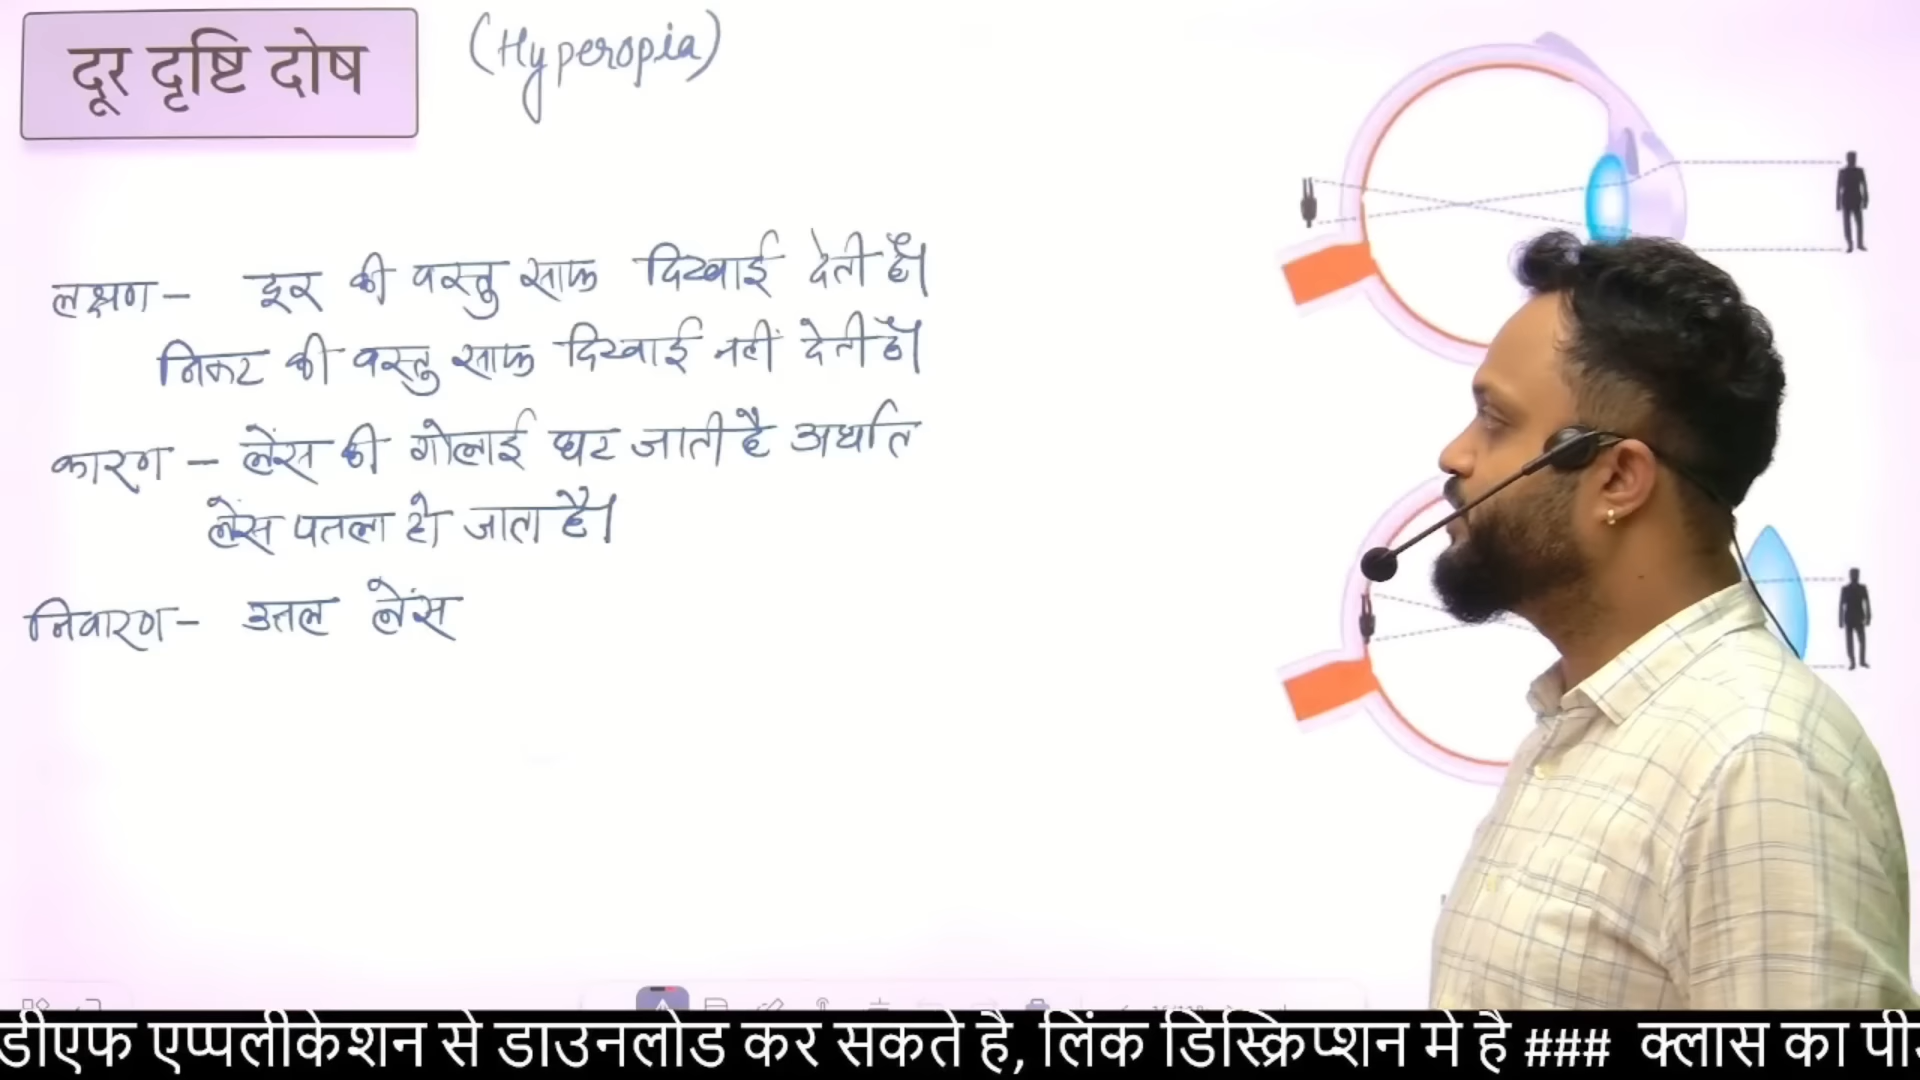 दूर दृष्टि दोष
(Hyperopia)
लक्षण - दूर की वस्तु साफ दिखाई देती है।
निकट की वस्तु साफ दिखाई नहीं देती है।
कारण - लेंस की गोलाई घट जाती है अर्थात
लेंस पतला हो जाता है।
निवारण - उत्तल लेंस
डीएफ एप्पलीकेशन से डाउनलोड कर सकते है, लिंक डिस्क्रिप्शन मे है ### क्लास का